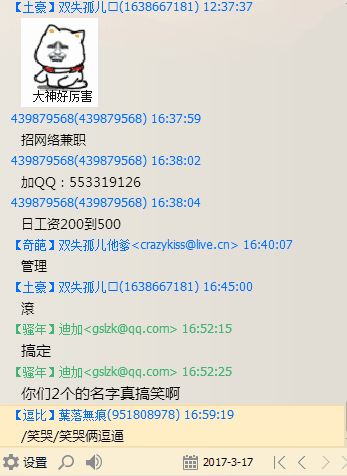 【土豪】双失孤儿□(1638667181) 12:37:37
大神好厉害
439879568(439879568) 16:37:59
招网络兼职
439879568(439879568) 16:38:02
加QQ：553319126
439879568(439879568) 16:38:04
日工资200到500
【奇葩】双失孤儿他爹<crazykiss@live.cn> 16:40:07
管理
【土豪】双失孤儿□(1638667181) 16:45:00
滚
【骚年】迪加<gslzk@qq.com> 16:52:15
搞定
【骚年】迪加<gslzk@qq.com> 16:52:25
你们2个的名字真搞笑啊
【逗比】葉落無痕(951808978) 16:59:19
/笑哭/笑哭俩逗逼
设置 2017-3-17